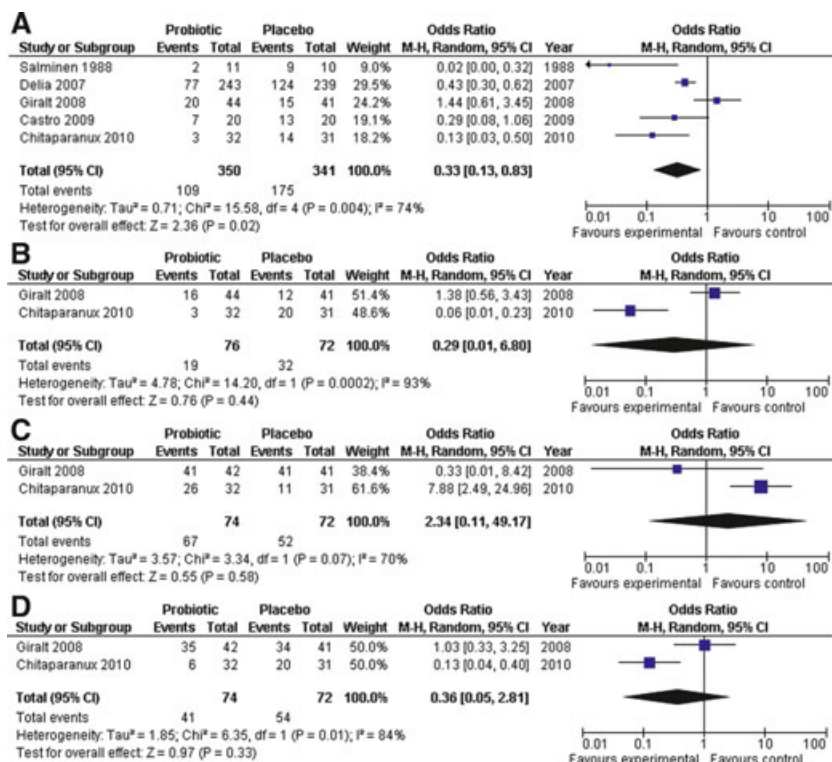 A
Probiotic Placebo Odds Ratio Odds Ratio
Study or Subgroup Events Total Events Total Weight M-H, Random, 95% CI Year M-H, Random, 95% CI
Salminen 1988 2 11 9 10 9.0% 0.02 [0.00, 0.32] 1988
Delia 2007 77 243 124 239 29.5% 0.43 [0.30, 0.62] 2007
Giralt 2008 20 44 15 41 24.2% 1.44 [0.61, 3.45] 2008
Castro 2009 7 20 13 20 19.1% 0.29 [0.08, 1.06] 2009
Chitaparanux 2010 3 32 14 31 18.2% 0.13 [0.03, 0.50] 2010
Total (95% CI) 350 341 100.0% 0.33 [0.13, 0.83]
Total events 109 175
Heterogeneity: Tau² = 0.71; Chi² = 15.58, df = 4 (P = 0.004); I² = 74%
Test for overall effect: Z = 2.36 (P = 0.02)
0.01 0.1 1 10 100
Favours experimental Favours control
B
Probiotic Placebo Odds Ratio Odds Ratio
Study or Subgroup Events Total Events Total Weight M-H, Random, 95% CI Year M-H, Random, 95% CI
Giralt 2008 16 44 12 41 51.4% 1.38 [0.56, 3.43] 2008
Chitaparanux 2010 3 32 20 31 48.6% 0.06 [0.01, 0.23] 2010
Total (95% CI) 76 72 100.0% 0.29 [0.01, 6.80]
Total events 19 32
Heterogeneity: Tau² = 4.78; Chi² = 14.20, df = 1 (P = 0.0002); I² = 93%
Test for overall effect: Z = 0.76 (P = 0.44)
0.01 0.1 1 10 100
Favours experimental Favours control
C
Probiotic Placebo Odds Ratio Odds Ratio
Study or Subgroup Events Total Events Total Weight M-H, Random, 95% CI Year M-H, Random, 95% CI
Giralt 2008 41 42 41 41 38.4% 0.33 [0.01, 8.42] 2008
Chitaparanux 2010 26 32 11 31 61.6% 7.88 [2.49, 24.96] 2010
Total (95% CI) 74 72 100.0% 2.34 [0.11, 49.17]
Total events 67 52
Heterogeneity: Tau² = 3.57; Chi² = 3.34, df = 1 (P = 0.07); I² = 70%
Test for overall effect: Z = 0.55 (P = 0.58)
0.01 0.1 1 10 100
Favours experimental Favours control
D
Probiotic Placebo Odds Ratio Odds Ratio
Study or Subgroup Events Total Events Total Weight M-H, Random, 95% CI Year M-H, Random, 95% CI
Giralt 2008 35 42 34 41 50.0% 1.03 [0.33, 3.25] 2008
Chitaparanux 2010 6 32 20 31 50.0% 0.13 [0.04, 0.40] 2010
Total (95% CI) 74 72 100.0% 0.36 [0.05, 2.81]
Total events 41 54
Heterogeneity: Tau² = 1.85; Chi² = 6.35, df = 1 (P = 0.01); I² = 84%
Test for overall effect: Z = 0.97 (P = 0.33)
0.01 0.1 1 10 100
Favours experimental Favours control